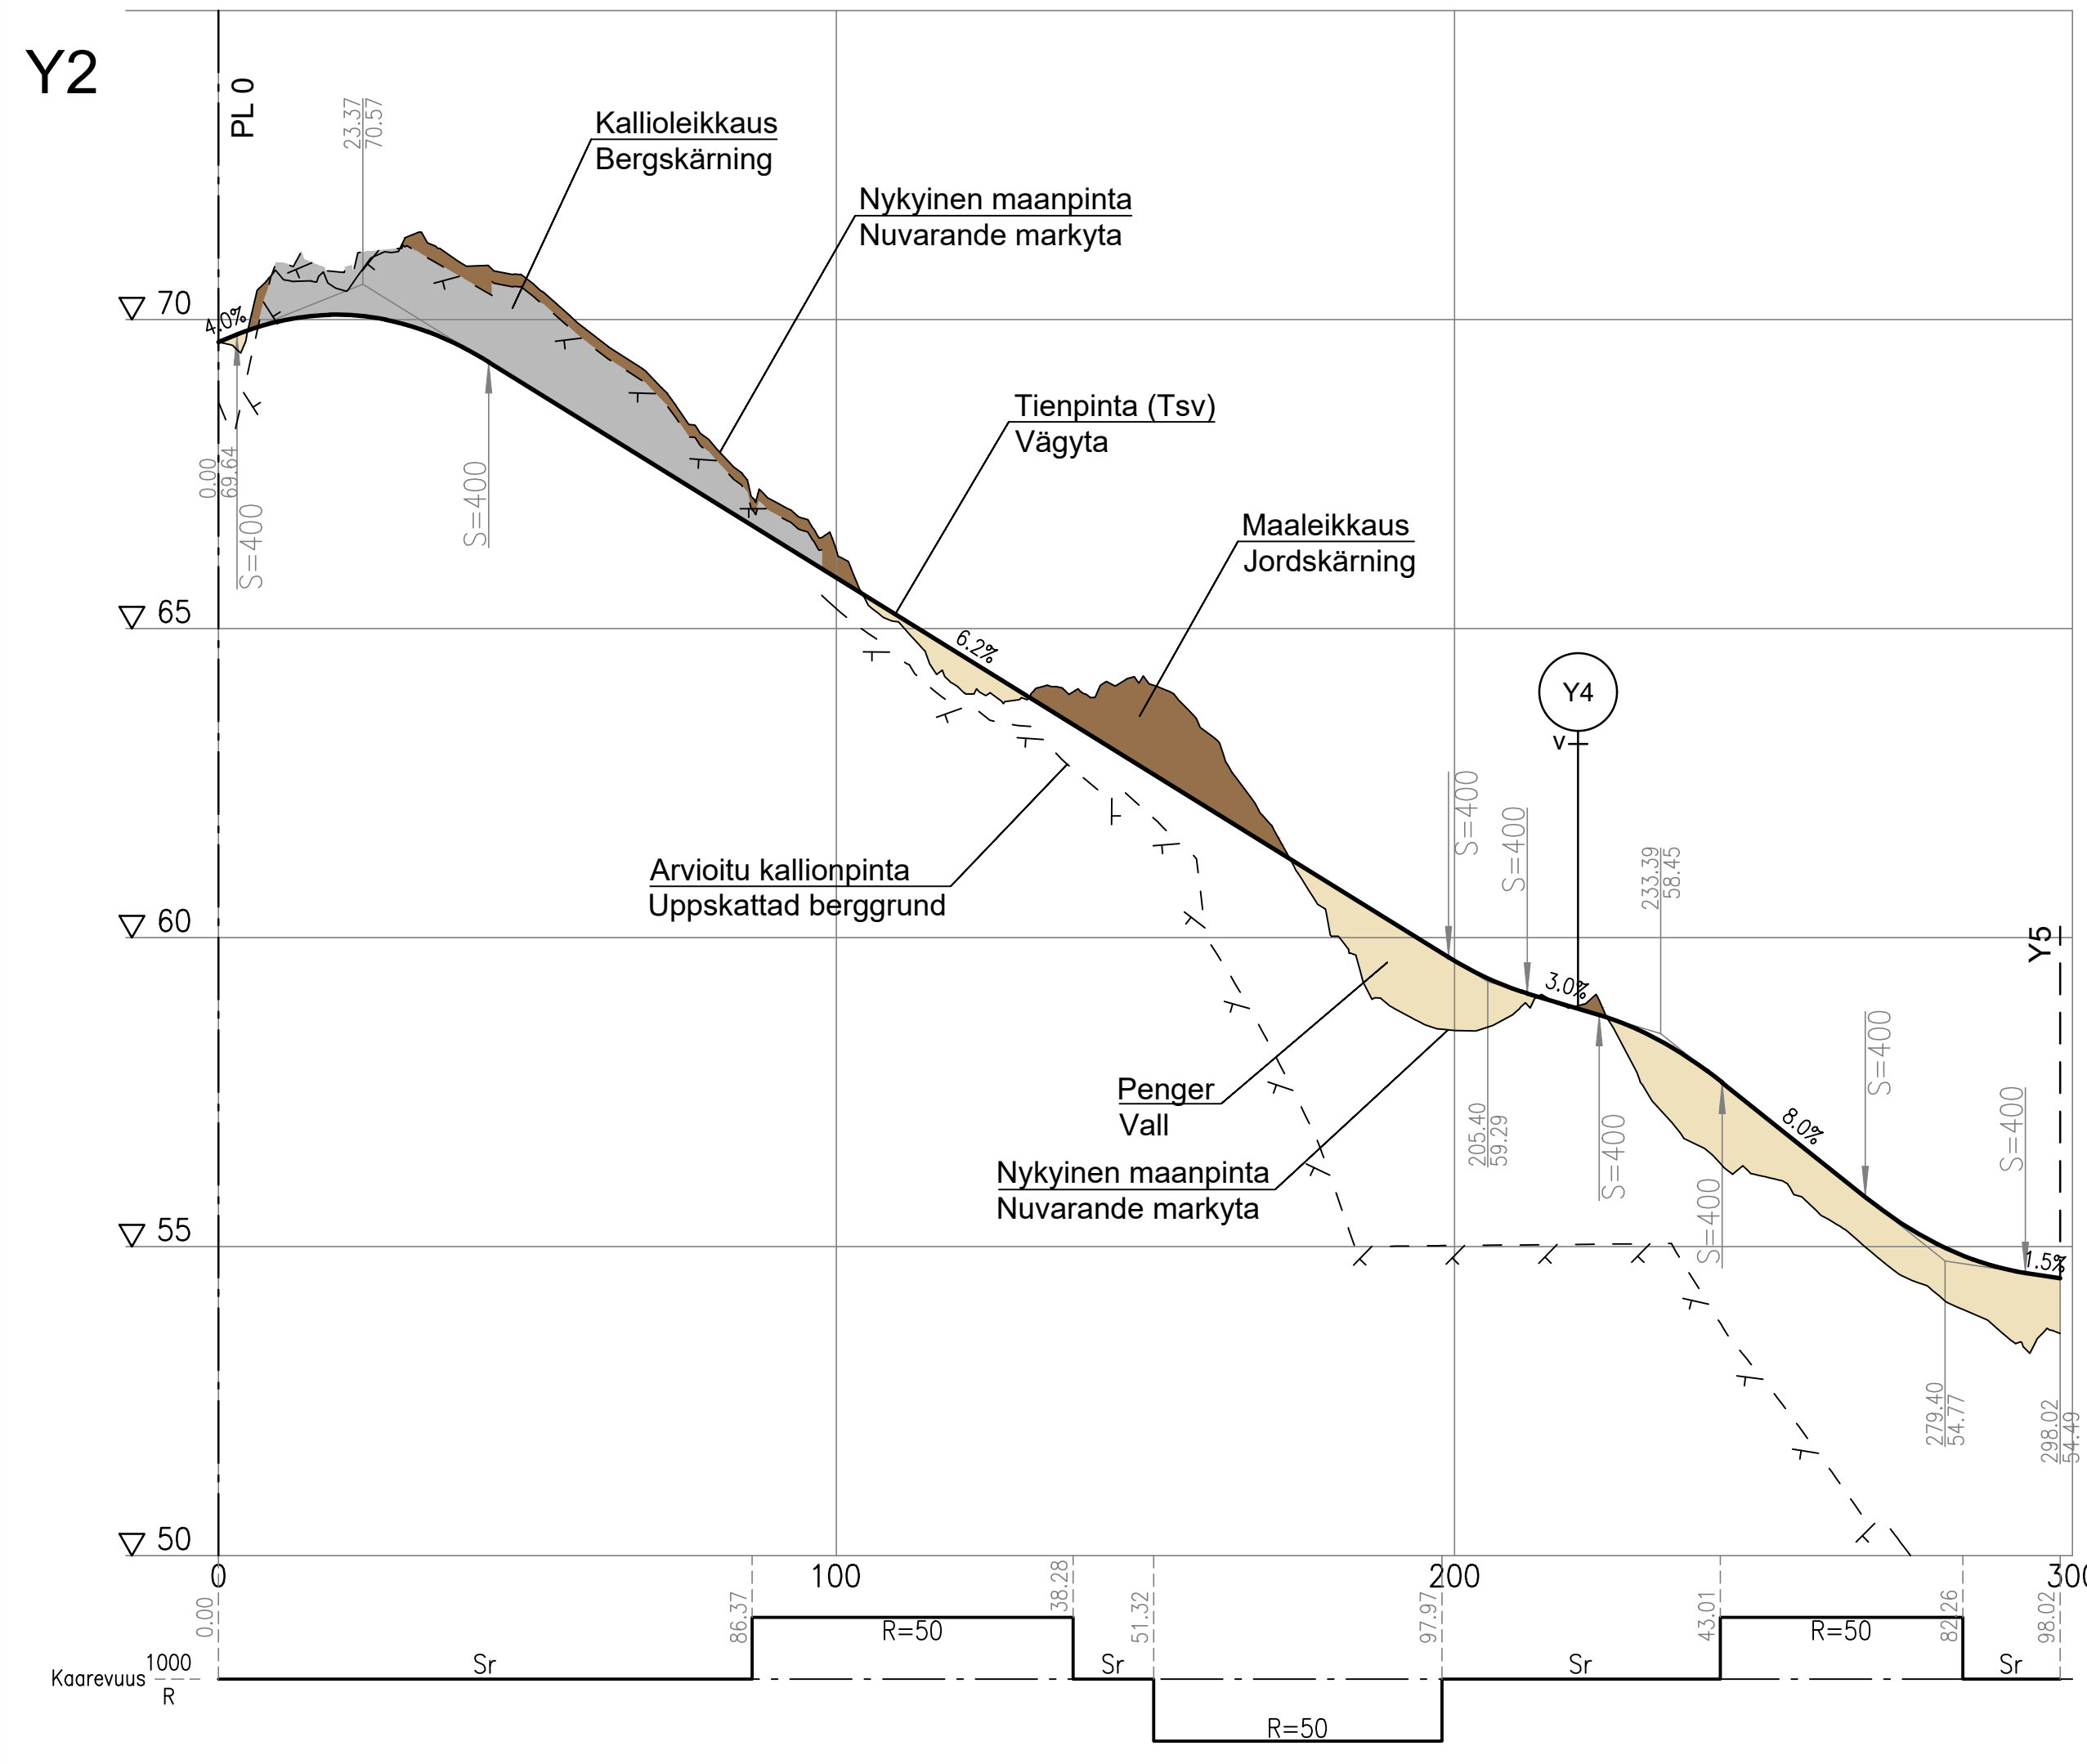 Y2
PL 0
23.37
70.57
Kallioleikkaus
Bergskärning
Nykyinen maanpinta
Nuvarande markyta
70
4.0%
Tienpinta (Tsv)
Vägyta
0.00
69.64
S=400
S=400
Maaleikkaus
Jordskärning
65
6.2%
Y4
v
S=400
S=400
233.39
58.45
Arvioitu kallionpinta
Uppskattad berggrund
60
Y5
3.0%
S=400
S=400
Penger
Vall
205.40
59.29
8.0%
S=400
S=400
Nykyinen maanpinta
Nuvarande markyta
S=400
55
1.5%
279.40
54.77
298.02
54.49
50
0
100
200
300
0.00
86.37
38.28
51.32
97.97
43.01
82.26
98.02
R=50
R=50
Kaarevuus
1000
R
Sr
Sr
Sr
Sr
R=50